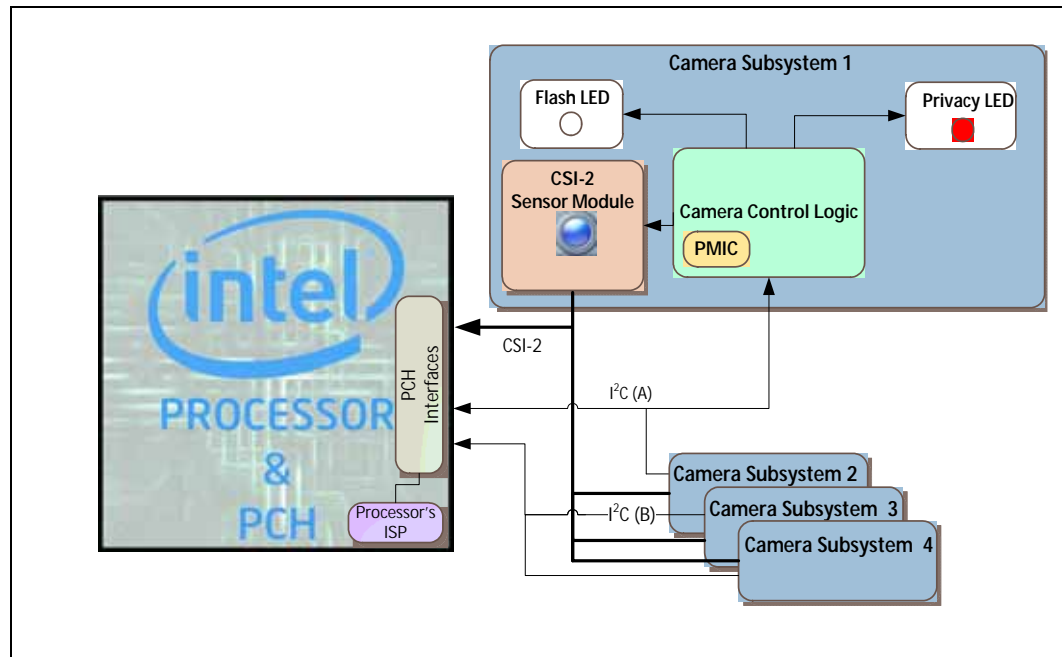 Camera Subsystem 1
Flash LED
Privacy LED
CSI-2
Sensor Module
Camera Control Logic
PMIC
intel
PROCESSOR
&
PCH
PCH
Interfaces
Processor's
ISP
CSI-2
I²C (A)
I²C (B)
Camera Subsystem 2
Camera Subsystem 3
Camera Subsystem 4